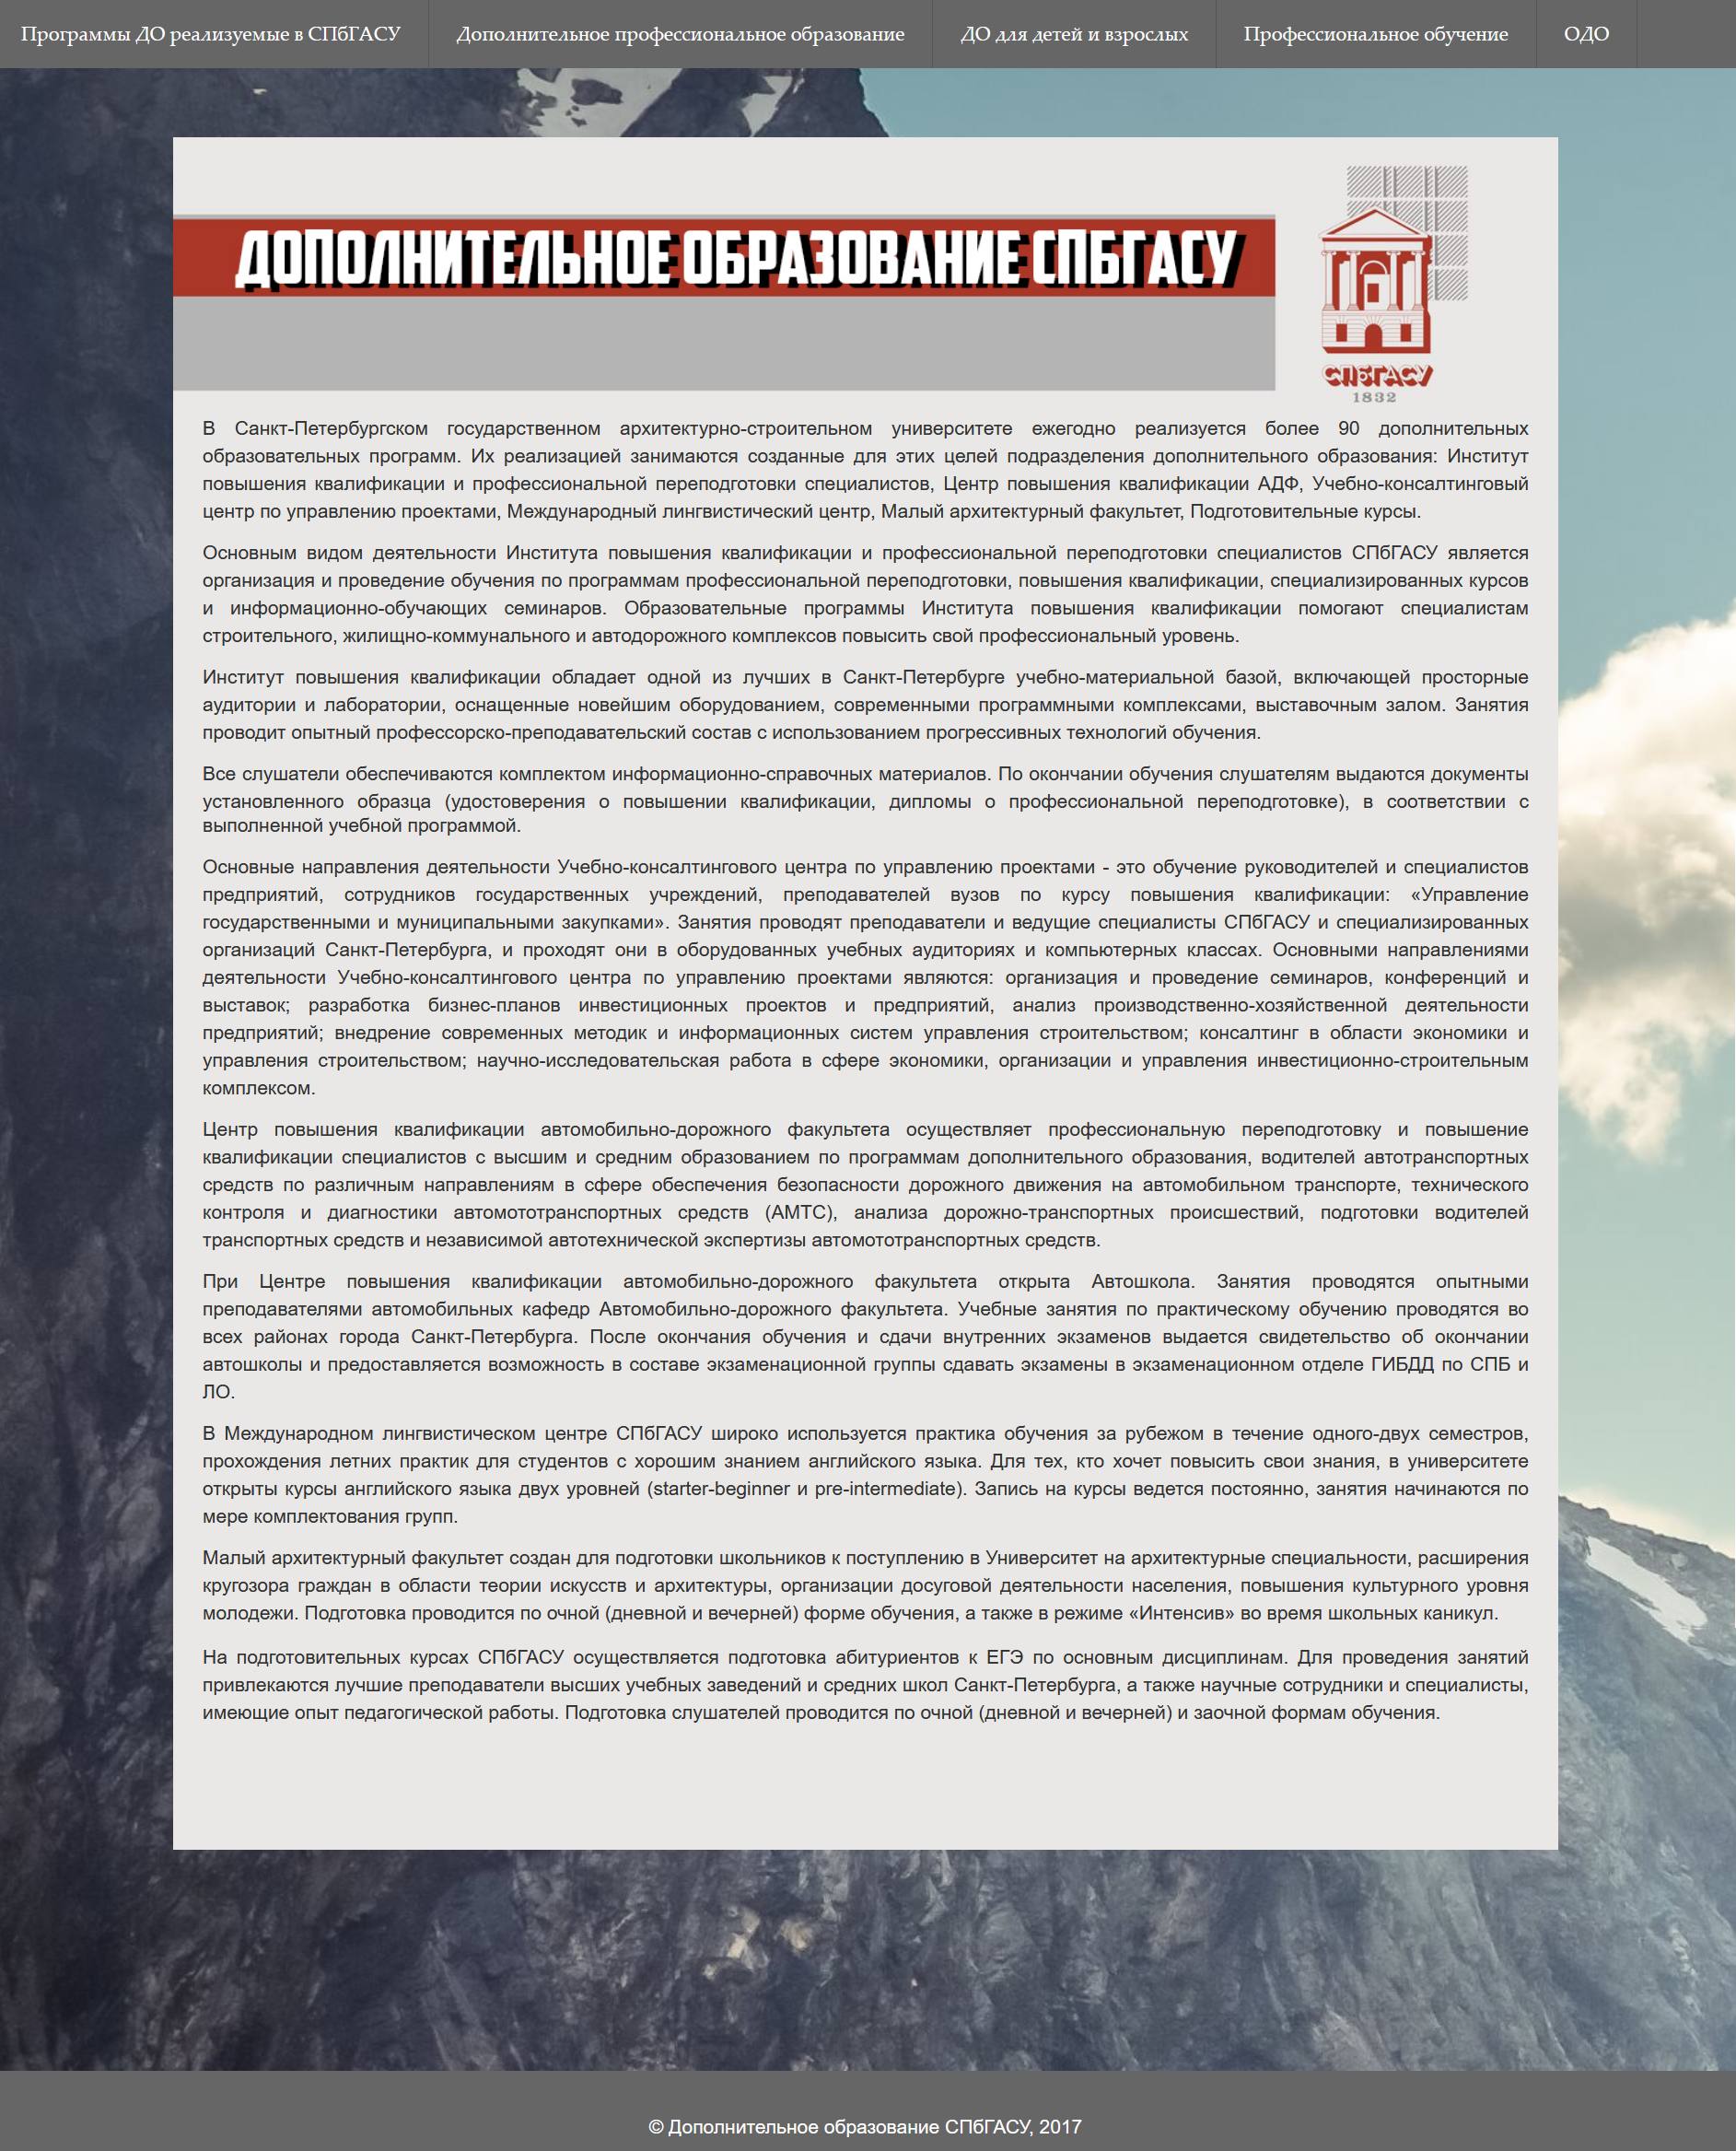 Программы ДО реализуемые в СПбГАСУ
Дополнительное профессиональное образование
ДО для детей и взрослых
Профессиональное обучение
ОДО
ДОПОЛНИТЕЛЬНОЕ ОБРАЗОВАНИЕ СПБГАСУ
СПбГАСУ
1832
В Санкт-Петербургском государственном архитектурно-строительном университете ежегодно реализуется более 90 дополнительных
образовательных программ. Их реализацией занимаются созданные для этих целей подразделения дополнительного образования: Институт
повышения квалификации и профессиональной переподготовки специалистов, Центр повышения квалификации АДФ, Учебно-консалтинговый
центр по управлению проектами, Международный лингвистический центр, Малый архитектурный факультет, Подготовительные курсы.
Основным видом деятельности Института повышения квалификации и профессиональной переподготовки специалистов СПбГАСУ является
организация и проведение обучения по программам профессиональной переподготовки, повышения квалификации, специализированных курсов
и информационно-обучающих семинаров. Образовательные программы Института повышения квалификации помогают специалистам
строительного, жилищно-коммунального и автодорожного комплексов повысить свой профессиональный уровень.
Институт повышения квалификации обладает одной из лучших в Санкт-Петербурге учебно-материальной базой, включающей просторные
аудитории и лаборатории, оснащенные новейшим оборудованием, современными программными комплексами, выставочным залом. Занятия
проводит опытный профессорско-преподавательский состав с использованием прогрессивных технологий обучения.
Все слушатели обеспечиваются комплектом информационно-справочных материалов. По окончании обучения слушателям выдаются документы
установленного образца (удостоверения о повышении квалификации, дипломы о профессиональной переподготовке), в соответствии с
выполненной учебной программой.
Основные направления деятельности Учебно-консалтингового центра по управлению проектами - это обучение руководителей и специалистов
предприятий, сотрудников государственных учреждений, преподавателей вузов по курсу повышения квалификации: «Управление
государственными и муниципальными закупками». Занятия проводят преподаватели и ведущие специалисты СПбГАСУ и специализированных
организаций Санкт-Петербурга, и проходят они в оборудованных учебных аудиториях и компьютерных классах. Основными направлениями
деятельности Учебно-консалтингового центра по управлению проектами являются: организация и проведение семинаров, конференций и
выставок; разработка бизнес-планов инвестиционных проектов и предприятий, анализ производственно-хозяйственной деятельности
предприятий; внедрение современных методик и информационных систем управления строительством; консалтинг в области экономики и
управления строительством; научно-исследовательская работа в сфере экономики, организации и управления инвестиционно-строительным
комплексом.
Центр повышения квалификации автомобильно-дорожного факультета осуществляет профессиональную переподготовку и повышение
квалификации специалистов с высшим и средним образованием по программам дополнительного образования, водителей автотранспортных
средств по различным направлениям в сфере обеспечения безопасности дорожного движения на автомобильном транспорте, технического
контроля и диагностики автомототранспортных средств (АМТС), анализа дорожно-транспортных происшествий, подготовки водителей
транспортных средств и независимой автотехнической экспертизы автомототранспортных средств.
При Центре повышения квалификации автомобильно-дорожного факультета открыта Автошкола. Занятия проводятся опытными
преподавателями автомобильных кафедр Автомобильно-дорожного факультета. Учебные занятия по практическому обучению проводятся во
всех районах города Санкт-Петербурга. После окончания обучения и сдачи внутренних экзаменов выдается свидетельство об окончании
автошколы и предоставляется возможность в составе экзаменационной группы сдавать экзамены в экзаменационном отделе ГИБДД по СПБ и
ЛО.
В Международном лингвистическом центре СПбГАСУ широко используется практика обучения за рубежом в течение одного-двух семестров,
прохождения летних практик для студентов с хорошим знанием английского языка. Для тех, кто хочет повысить свои знания, в университете
открыты курсы английского языка двух уровней (starter-beginner и pre-intermediate). Запись на курсы ведется постоянно, занятия начинаются по
мере комплектования групп.
Малый архитектурный факультет создан для подготовки школьников к поступлению в Университет на архитектурные специальности, расширения
кругозора граждан в области теории искусств и архитектуры, организации досуговой деятельности населения, повышения культурного уровня
молодежи. Подготовка проводится по очной (дневной и вечерней) форме обучения, а также в режиме «Интенсив» во время школьных каникул.
На подготовительных курсах СПбГАСУ осуществляется подготовка абитуриентов к ЕГЭ по основным дисциплинам. Для проведения занятий
привлекаются лучшие преподаватели высших учебных заведений и средних школ Санкт-Петербурга, а также научные сотрудники и специалисты,
имеющие опыт педагогической работы. Подготовка слушателей проводится по очной (дневной и вечерней) и заочной формам обучения.
© Дополнительное образование СПбГАСУ, 2017